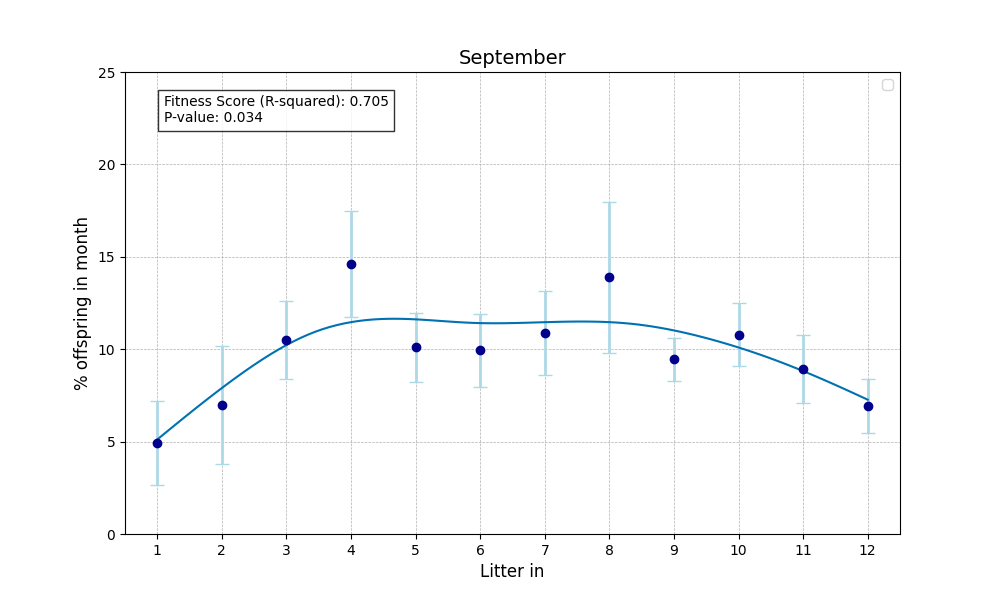 September
25
20
15
10
5
0
% offspring in month
Fitness Score (R-squared): 0.705
P-value: 0.034
1 2 3 4 5 6 7 8 9 10 11 12
Litter in